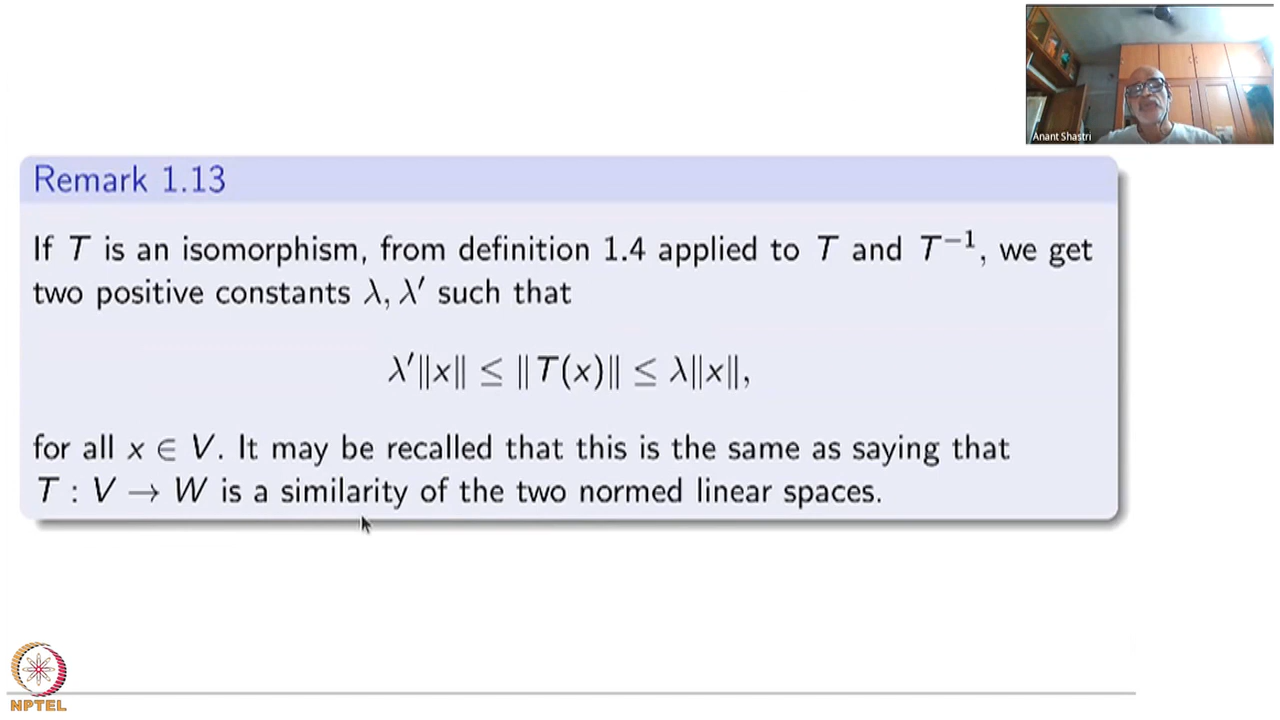 Anant Shastri
Remark 1.13
If T is an isomorphism, from definition 1.4 applied to T and T⁻¹, we get
two positive constants λ, λ′ such that
λ′‖x‖ ≤ ‖T(x)‖ ≤ λ‖x‖,
for all x ∈ V. It may be recalled that this is the same as saying that
T : V → W is a similarity of the two normed linear spaces.
NPTEL